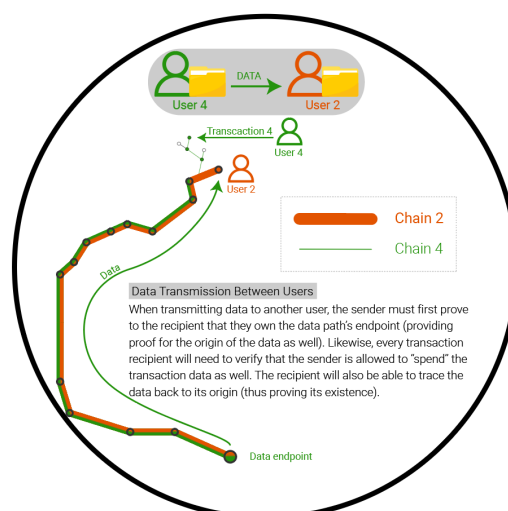 DATA
User 4
User 2
Transcaction 4
User 4
User 2
Chain 2
Chain 4
Data
Data Transmission Between Users
When transmitting data to another user, the sender must first prove
to the recipient that they own the data path's endpoint (providing
proof for the origin of the data as well). Likewise, every transaction
recipient will need to verify that the sender is allowed to "spend" the
transaction data as well. The recipient will also be able to trace the
data back to its origin (thus proving its existence).
Data endpoint